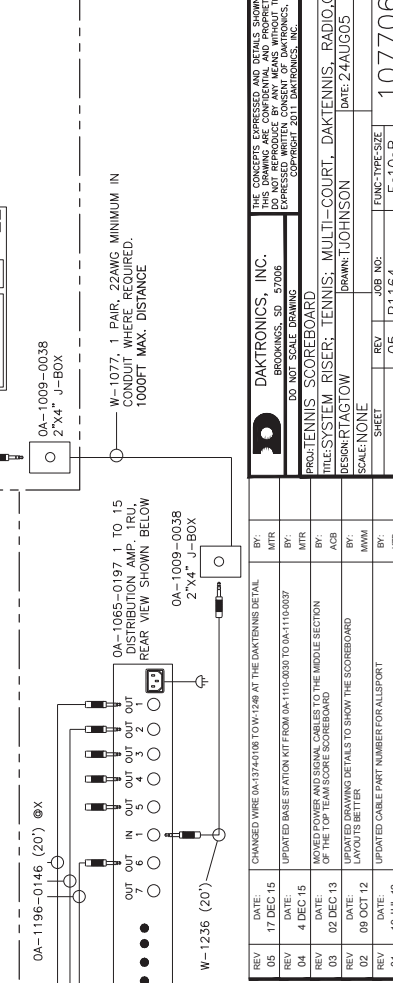 0A-1009-0038
2"X4" J-BOX
W-1077, 1 PAIR, 22AWG MINIMUM IN
CONDUIT WHERE REQUIRED.
1000FT MAX. DISTANCE
0A-1196-0146 (20') @X
0A-1065-0197 1 TO 15
DISTRIBUTION AMP. 1RU,
REAR VIEW SHOWN BELOW
0A-1009-0038
2"X4" J-BOX
OUT 7
OUT 6
IN 1
OUT 5
OUT 4
OUT 3
OUT 2
OUT 1
W-1236 (20')
REV 05
DATE: 17 DEC 15
CHANGED WIRE 0A-1374-0108 TO W-1249 AT THE DAKTENNIS DETAIL
BY: MTR
REV 04
DATE: 4 DEC 15
UPDATED BASE STATION KIT FROM 0A-1110-0030 TO 0A-1110-0037
BY: MTR
REV 03
DATE: 02 DEC 13
MOVED POWER AND SIGNAL CABLES TO THE MIDDLE SECTION
OF THE TOP TEAM SCORE SCOREBOARD
BY: ACB
REV 02
DATE: 09 OCT 12
UPDATED DRAWING DETAILS TO SHOW THE SCOREBOARD
LAYOUTS BETTER
BY: MWM
REV
DATE:
UPDATED CABLE PART NUMBER FOR ALLSPORT
BY:
DAKTRONICS, INC.
BROOKINGS, SD 57006
DO NOT SCALE DRAWING
THE CONCEPTS EXPRESSED AND DETAILS SHOWN
THIS DRAWING ARE CONFIDENTIAL AND
DO NOT REPRODUCE BY ANY MEANS WITHOUT
EXPRESSED WRITTEN CONSENT OF DAKTRONICS,
COPYRIGHT 2011 DAKTRONICS, INC.
PROJ: TENNIS SCOREBOARD
TITLE: SYSTEM RISER; TENNIS; MULTI-COURT, DAKTENNIS, RADIO,
DESIGN: RTAGTOW
DRAWN: TJOHNSON
DATE: 24AUG05
SCALE: NONE
SHEET
REV
JOB NO:
FUNC-TYPE-SIZE
107706